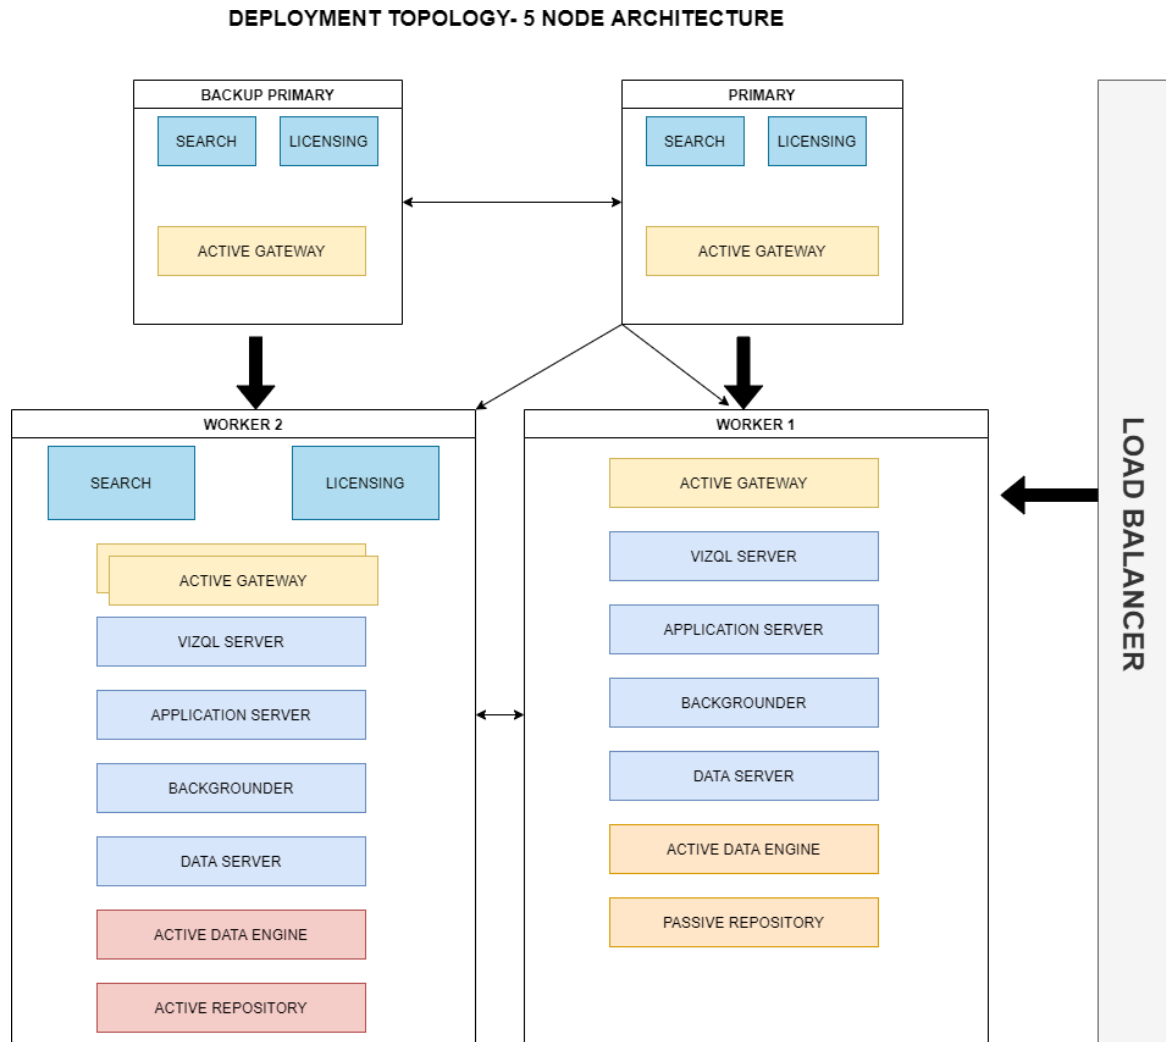 DEPLOYMENT TOPOLOGY- 5 NODE ARCHITECTURE
BACKUP PRIMARY
SEARCH
LICENSING
ACTIVE GATEWAY
PRIMARY
SEARCH
LICENSING
ACTIVE GATEWAY
WORKER 2
SEARCH
LICENSING
ACTIVE GATEWAY
VIZQL SERVER
APPLICATION SERVER
BACKGROUNDER
DATA SERVER
ACTIVE DATA ENGINE
ACTIVE REPOSITORY
WORKER 1
ACTIVE GATEWAY
VIZQL SERVER
APPLICATION SERVER
BACKGROUNDER
DATA SERVER
ACTIVE DATA ENGINE
PASSIVE REPOSITORY
LOAD BALANCER